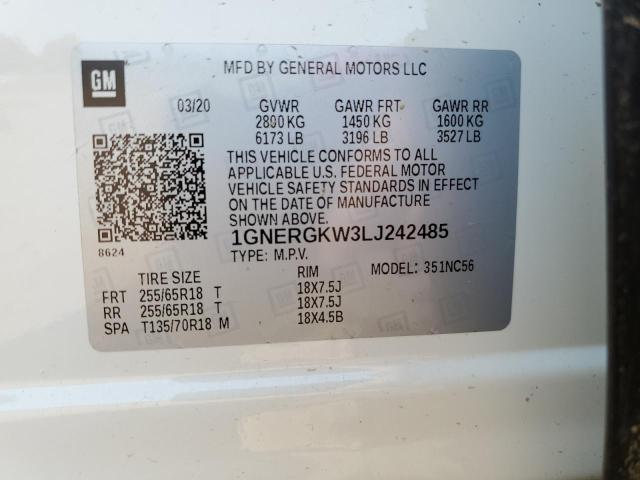 GM
MFD BY GENERAL MOTORS LLC
03/20 GVWR GAWR FRT GAWR RR
2800 KG 1450 KG 1600 KG
6173 LB 3196 LB 3527 LB
THIS VEHICLE CONFORMS TO ALL
APPLICABLE U.S. FEDERAL MOTOR
VEHICLE SAFETY STANDARDS IN EFFECT
ON THE DATE OF MANUFACTURE
SHOWN ABOVE.
8624
1GNERGKW3LJ242485
TYPE: M.P.V. MODEL: 351NC56
TIRE SIZE RIM
FRT 255/65R18 T 18X7.5J
RR 255/65R18 T 18X7.5J
SPA T135/70R18 M 18X4.5B